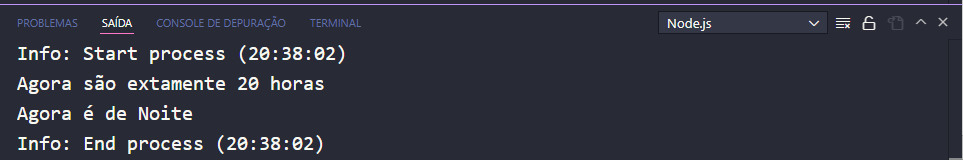 PROBLEMAS SAÍDA CONSOLE DE DEPURAÇÃO TERMINAL Node.js
Info: Start process (20:38:02)
Agora são extamente 20 horas
Agora é de Noite
Info: End process (20:38:02)